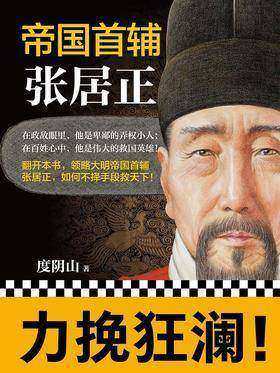 帝国首辅
张居正
在政敌眼里，他是卑鄙的弄权小人；
在百姓心中，他是伟大的救国英雄！
翻开本书，领略大明帝国首辅
张居正，如何不择手段救天下！
度阴山 著
力挽狂澜！